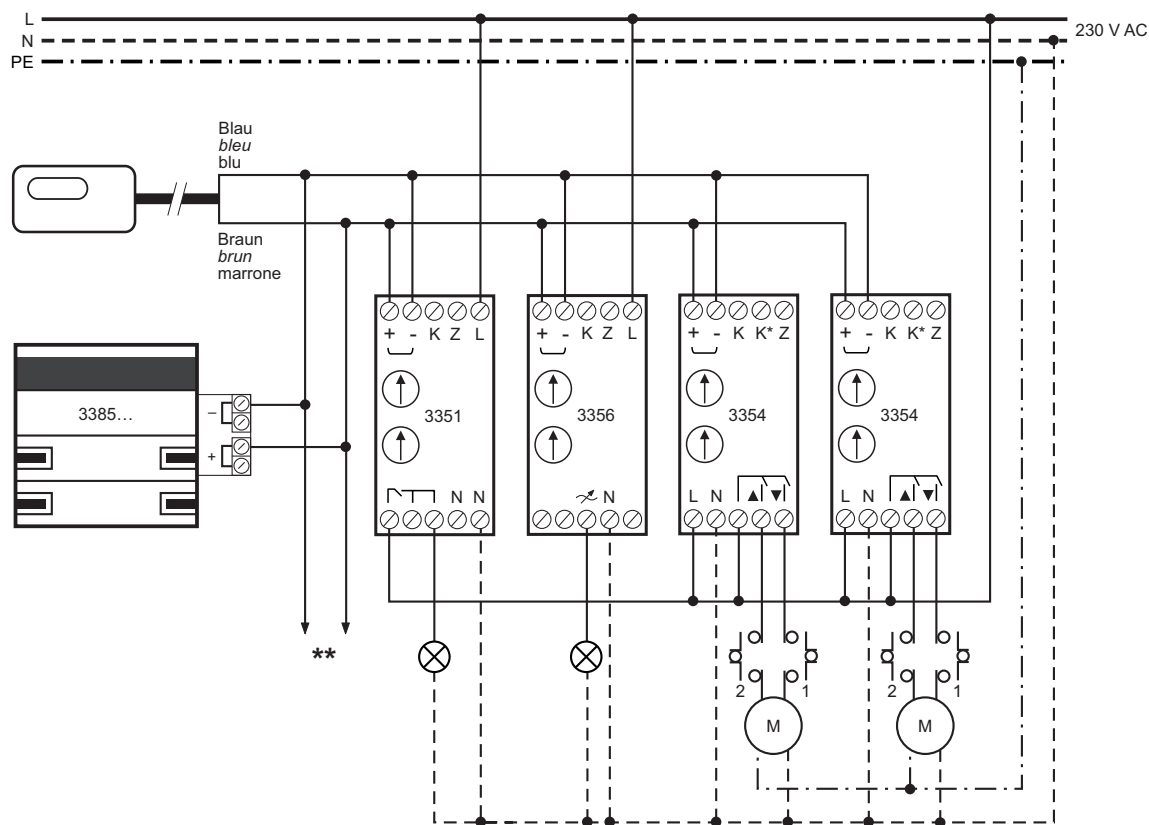 L
N
230 V AC
PE
Blau
bleu
blu
Braun
brun
marrone
+ - K Z L
+ - K Z L
+ - K K* Z
+ - K K* Z
3385...
–
+
3351
3356
3354
3354
N N
N
L N
L N
**
2 1
2 1
M
M